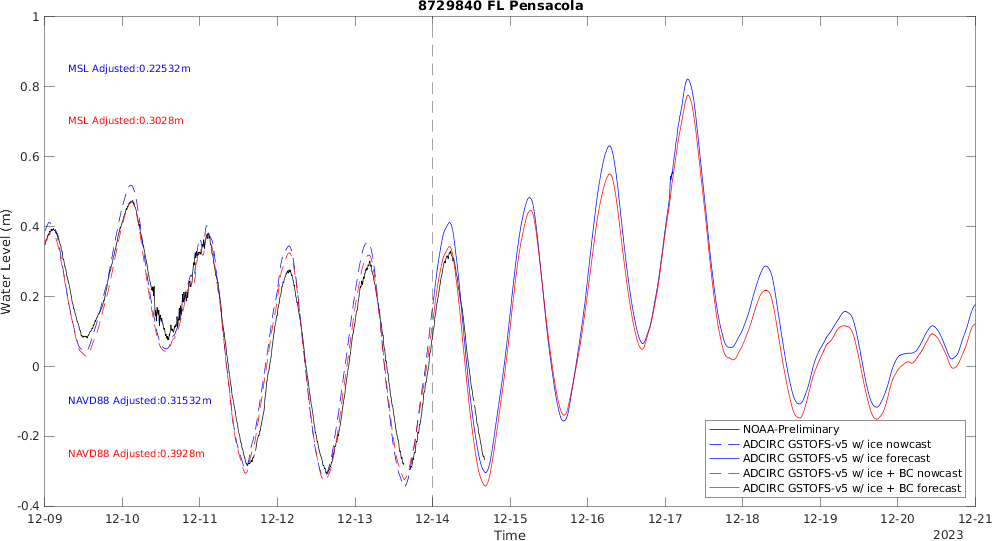 8729840 FL Pensacola
MSL Adjusted:0.22532m
MSL Adjusted:0.3028m
NAVD88 Adjusted:0.31532m
NAVD88 Adjusted:0.3928m
Water Level (m)
1
0.8
0.6
0.4
0.2
0
-0.2
-0.4
NOAA-Preliminary
ADCIRC GSTOFS-v5 w/ ice nowcast
ADCIRC GSTOFS-v5 w/ ice forecast
ADCIRC GSTOFS-v5 w/ ice + BC nowcast
ADCIRC GSTOFS-v5 w/ ice + BC forecast
12-09 12-10 12-11 12-12 12-13 12-14 12-15 12-16 12-17 12-18 12-19 12-20 12-21
Time
2023